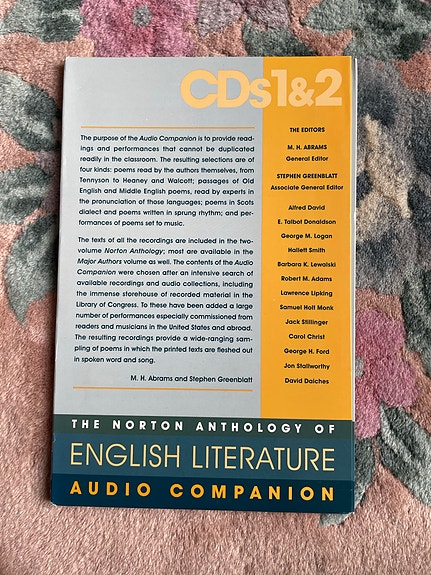 CDs1&2
The purpose of the Audio Companion is to provide read-
ings and performances that cannot be duplicated
readily in the classroom. The resulting selections are of
four kinds: poems read by the authors themselves, from
Tennyson to Heaney and Walcott; passages of Old
English and Middle English poems, read by experts in
the pronunciation of those languages; poems in Scots
dialect and poems written in sprung rhythm; and per-
formances of poems set to music.
The texts of all the recordings are included in the two-
volume Norton Anthology; most are available in the
Major Authors volume as well. The contents of the Audio
Companion were chosen after an intensive search of
available recordings and audio collections, including
the immense storehouse of recorded material in the
Library of Congress. To these have been added a large
number of performances especially commissioned from
readers and musicians in the United States and abroad.
The resulting recordings provide a wide-ranging sam-
pling of poems in which the printed texts are fleshed out
in spoken word and song.
M. H. Abrams and Stephen Greenblatt
THE EDITORS
M. H. ABRAMS
General Editor
STEPHEN GREENBLATT
Associate General Editor
Alfred David
E. Talbot Donaldson
George M. Logan
Hallett Smith
Barbara K. Lewalski
Robert M. Adams
Lawrence Lipking
Samuel Holt Monk
Jack Stillinger
Carol Christ
George H. Ford
Jon Stallworthy
David Daiches
THE NORTON ANTHOLOGY OF
ENGLISH LITERATURE
AUDIO COMPANION